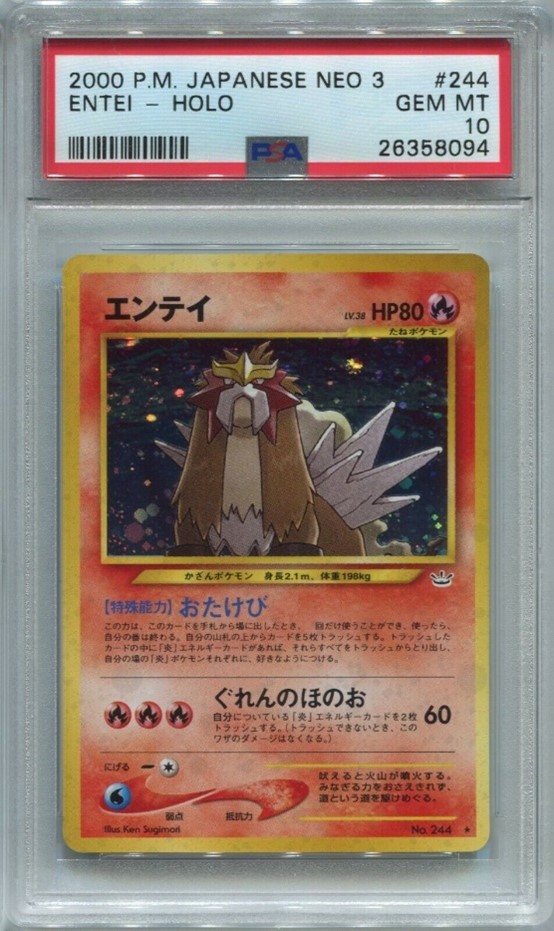 2000 P.M. JAPANESE NEO 3 #244
ENTEI - HOLO GEM MT
10
PSA 26358094
エンテイ LV.38 HP80
たねポケモン
かざんポケモン 身長2.1m、体重198kg
【特殊能力】おたけび
この力は、このカードを手札から場に出したとき、一回だけ使うことができ、使ったら、
自分の番は終わる。自分の山札の上からカードを5枚トラッシュする。トラッシュした
カードの中に「炎」エネルギーカードがあれば、それらすべてをトラッシュからとり出し、
自分の場の「炎」ポケモンそれぞれに、好きなようにつける。
ぐれんのほのお 60
自分についている「炎」エネルギーカードを2枚
トラッシュする。(トラッシュできないとき、この
ワザのダメージはなくなる。)
にげる
弱点 抵抗力
吠えると火山が噴火する。
みなぎる力をおさえきれず、
道という道を駆けめぐる。
Illus. Ken Sugimori No. 244 ★